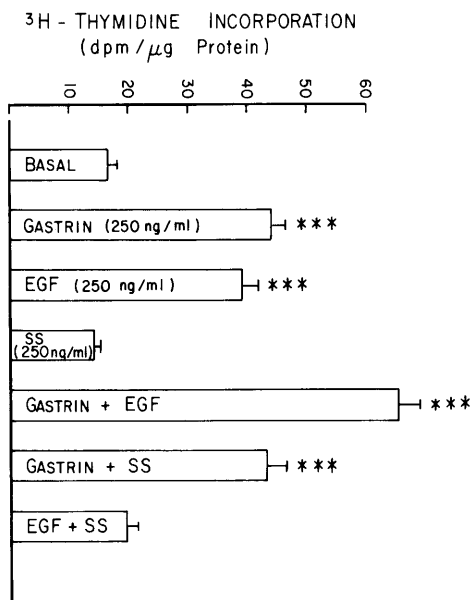 ³H - THYMIDINE INCORPORATION
(dpm/µg Protein)
10 20 30 40 50 60
BASAL
GASTRIN (250 ng/ml) ***
EGF (250 ng/ml) ***
SS
(250ng/ml)
GASTRIN + EGF ***
GASTRIN + SS ***
EGF + SS